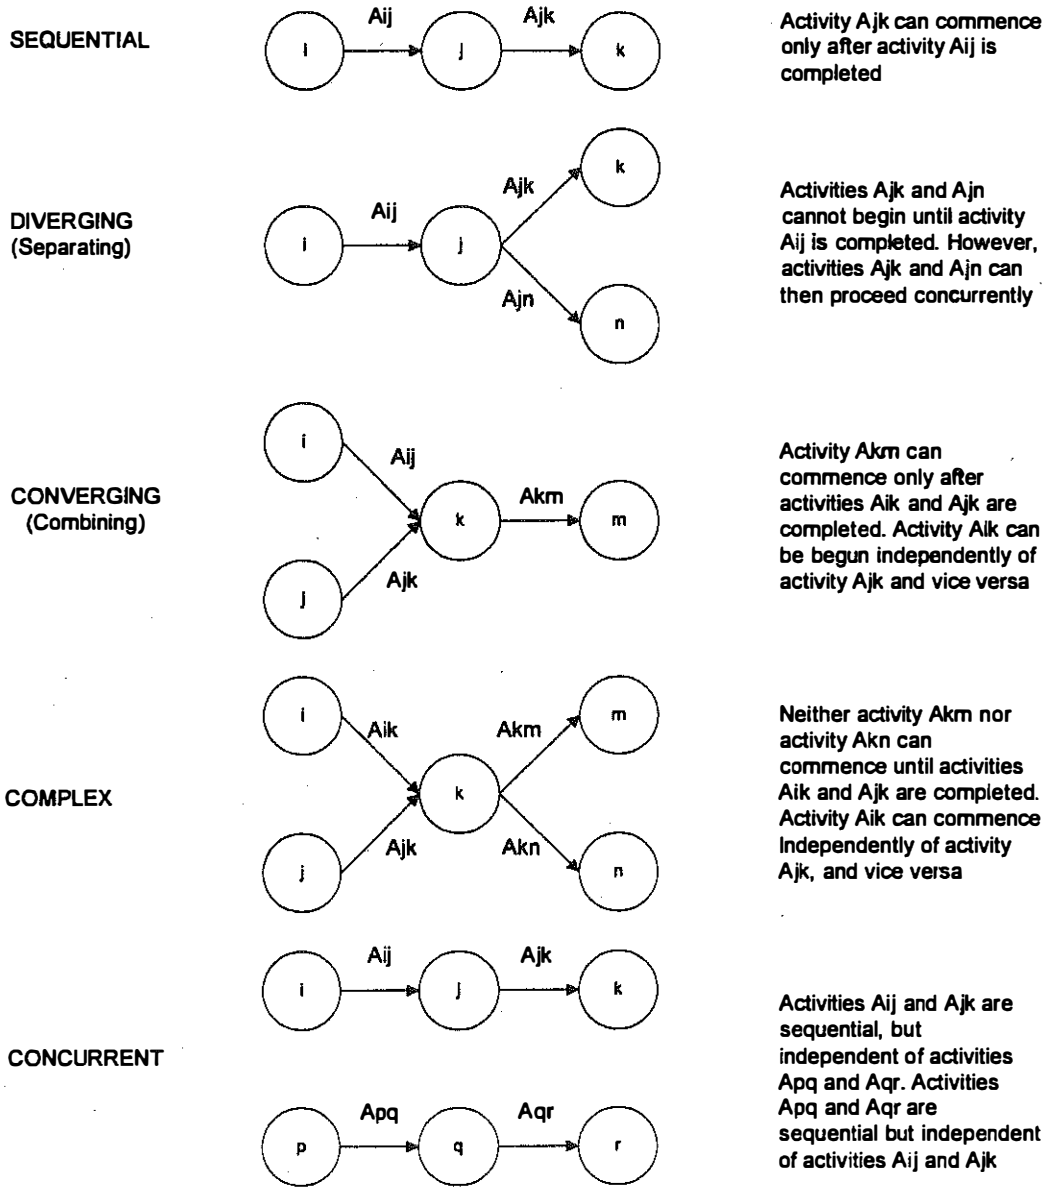 SEQUENTIAL
Aij
Ajk
i
j
k
Activity Ajk can commence
only after activity Aij is
completed
DIVERGING
(Separating)
Aij
Ajk
Ajn
i
j
k
n
Activities Ajk and Ajn
cannot begin until activity
Aij is completed. However,
activities Ajk and Ajn can
then proceed concurrently
CONVERGING
(Combining)
i
j
Aij
Ajk
k
Akm
m
Activity Akm can
commence only after
activities Aik and Ajk are
completed. Activity Aik can
be begun independently of
activity Ajk and vice versa
COMPLEX
i
j
Aik
Ajk
k
Akm
Akn
m
n
Neither activity Akm nor
activity Akn can
commence until activities
Aik and Ajk are completed.
Activity Aik can commence
Independently of activity
Ajk, and vice versa
CONCURRENT
Aij
Ajk
i
j
k
Apq
Aqr
p
q
r
Activities Aij and Ajk are
sequential, but
independent of activities
Apq and Aqr. Activities
Apq and Aqr are
sequential but independent
of activities Aij and Ajk